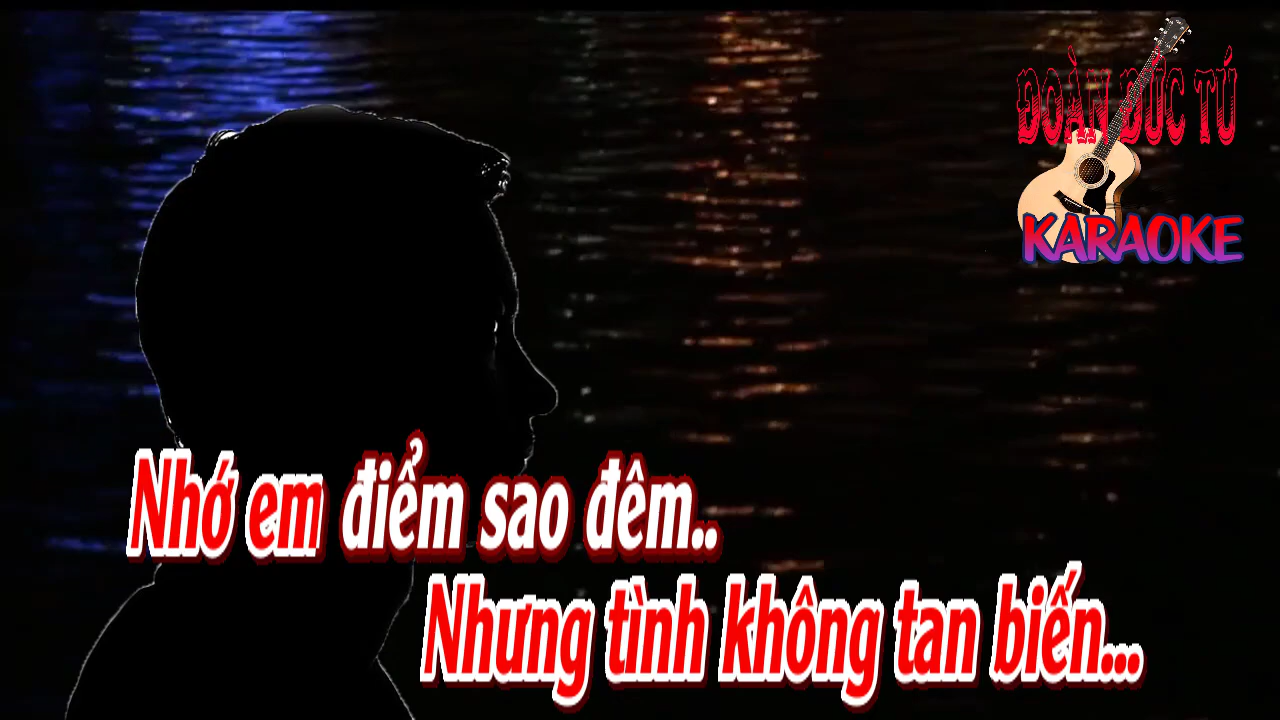 ĐOÀN ĐỨC TÚ
KARAOKE
Nhớ em điểm sao đêm..
Nhưng tình không tan biến...